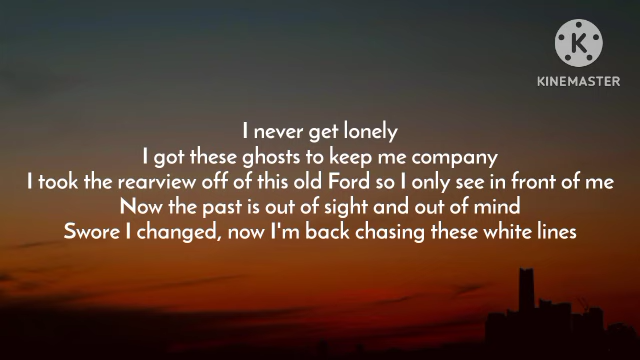 K
KINEMASTER
I never get lonely
I got these ghosts to keep me company
I took the rearview off of this old Ford so I only see in front of me
Now the past is out of sight and out of mind
Swore I changed, now I'm back chasing these white lines